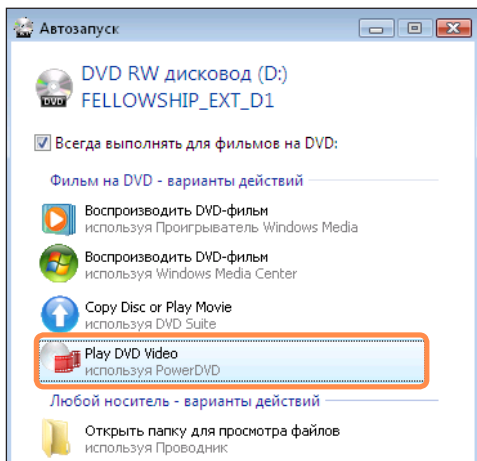 Автозапуск
DVD RW дисковод (D:)
FELLOWSHIP_EXT_D1
DVD
Всегда выполнять для фильмов на DVD:
Фильм на DVD - варианты действий
Воспроизводить DVD-фильм
используя Проигрыватель Windows Media
Воспроизводить DVD-фильм
используя Windows Media Center
Copy Disc or Play Movie
используя DVD Suite
Play DVD Video
используя PowerDVD
Любой носитель - варианты действий
Открыть папку для просмотра файлов
используя Проводник